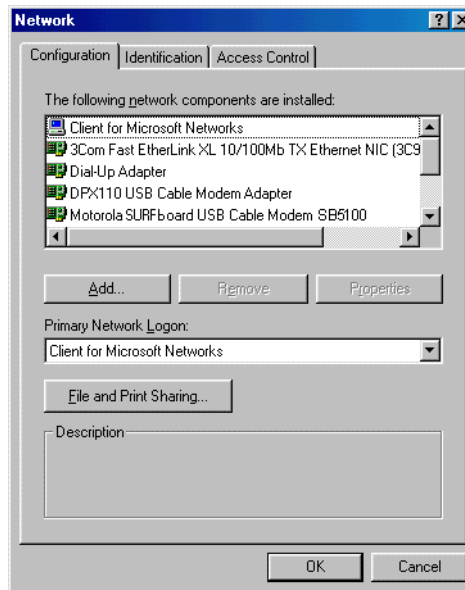 Network
Configuration Identification Access Control
The following network components are installed:
Client for Microsoft Networks
3Com Fast EtherLink XL 10/100Mb TX Ethernet NIC (3C9
Dial-Up Adapter
DPX110 USB Cable Modem Adapter
Motorola SURFboard USB Cable Modem SB5100
Add... Remove Properties
Primary Network Logon:
Client for Microsoft Networks
File and Print Sharing...
Description
OK Cancel